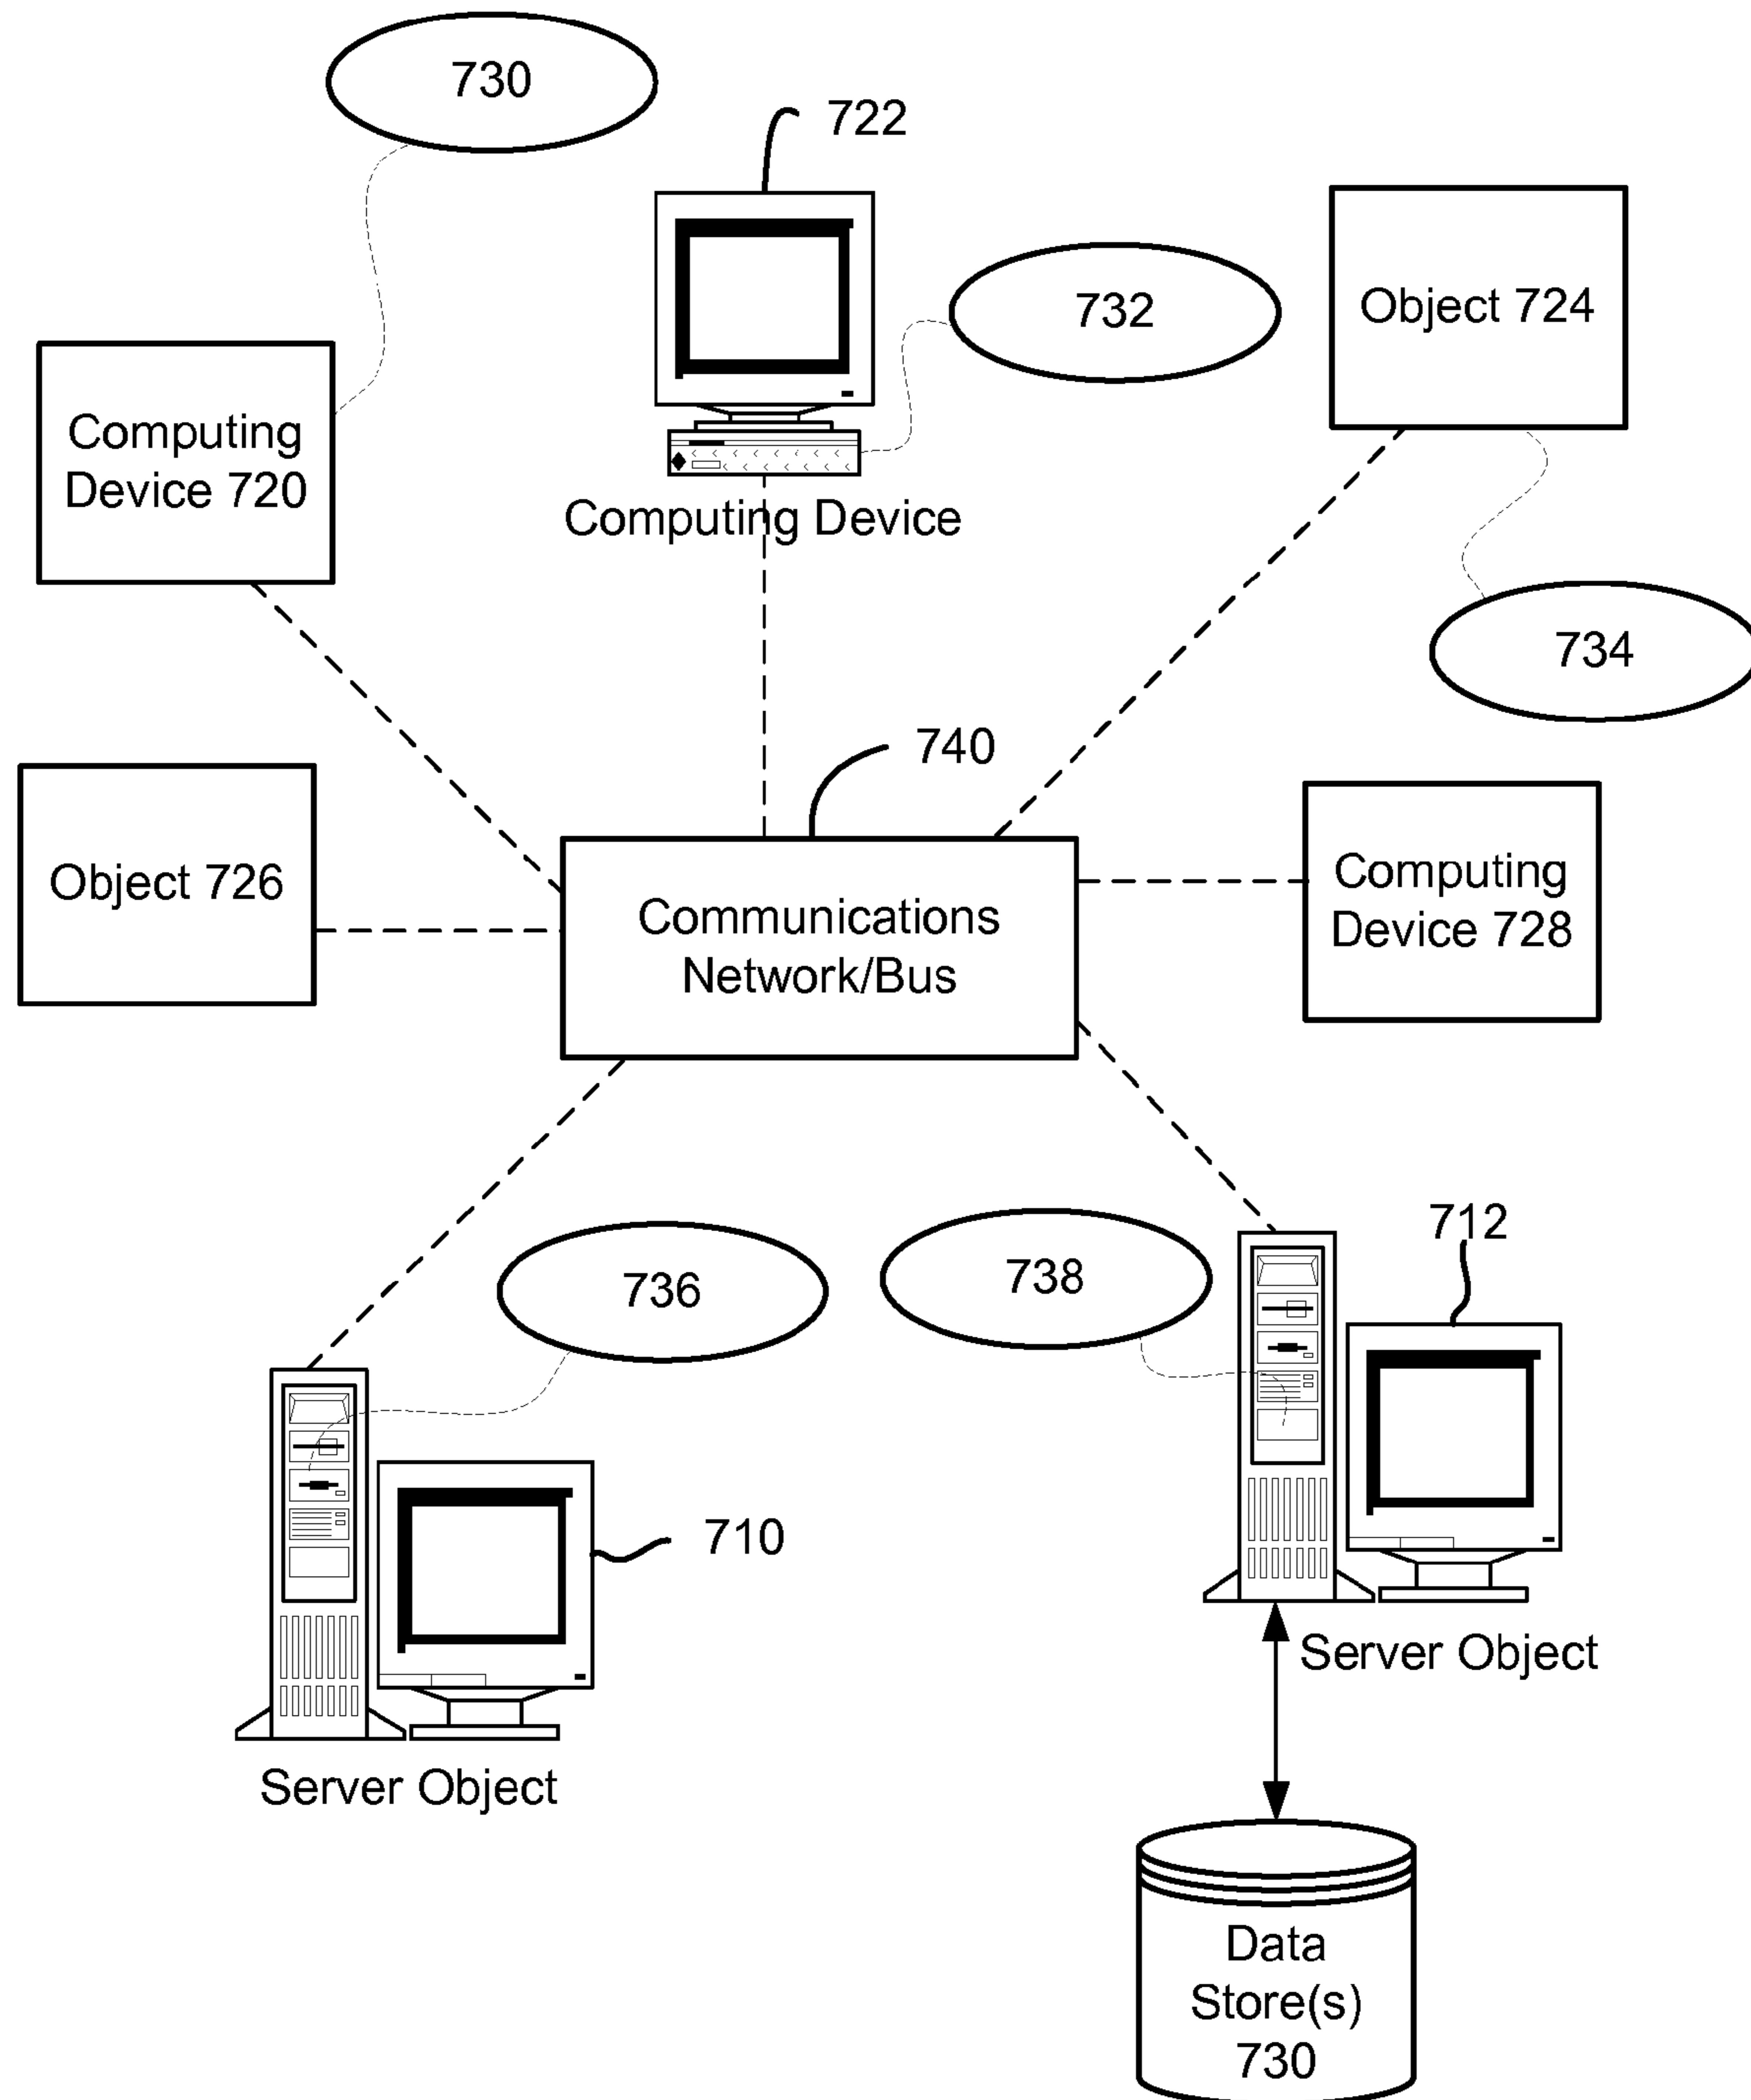 730
722
732
Object 724
Computing
Device 720
Computing Device
734
740
Object 726
Computing
Device 728
Communications
Network/Bus
736
738
712
710
Server Object
Server Object
Data
Store(s)
730